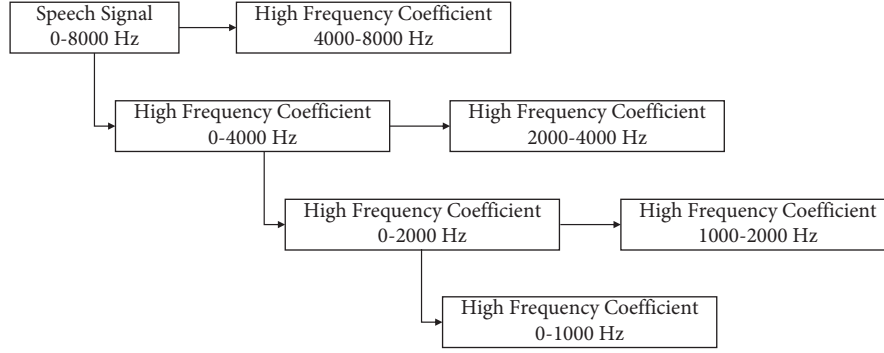 Speech Signal
0-8000 Hz
High Frequency Coefficient
4000-8000 Hz
High Frequency Coefficient
0-4000 Hz
High Frequency Coefficient
2000-4000 Hz
High Frequency Coefficient
0-2000 Hz
High Frequency Coefficient
1000-2000 Hz
High Frequency Coefficient
0-1000 Hz